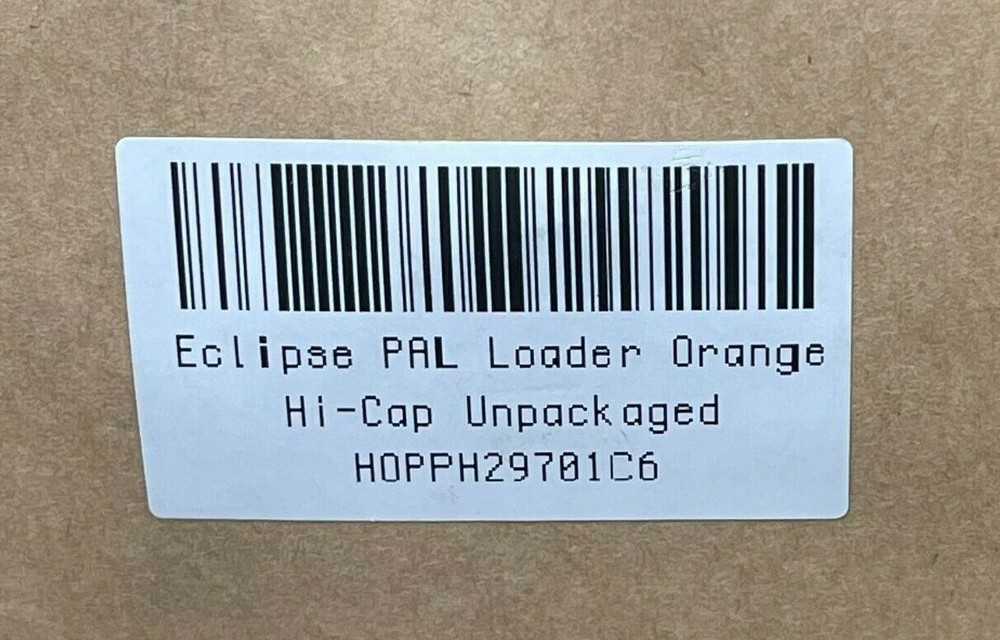 Eclipse PAL Loader Orange
Hi-Cap Unpackaged
HOPPH29701C6